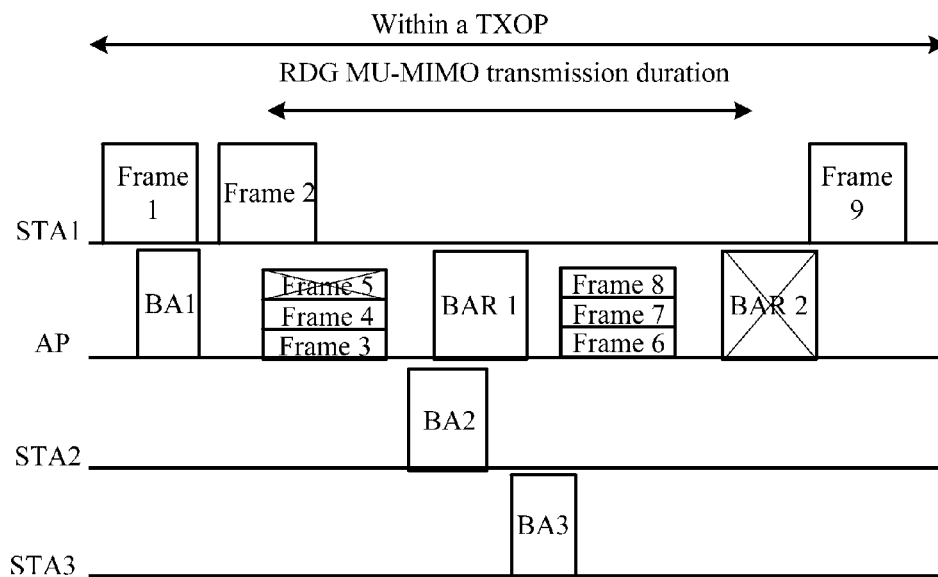 Within a TXOP
RDG MU-MIMO transmission duration
Frame
1
Frame 2
Frame
9
STA1
BA1
Frame 5
Frame 4
Frame 3
BAR 1
Frame 8
Frame 7
Frame 6
BAR 2
AP
BA2
STA2
BA3
STA3